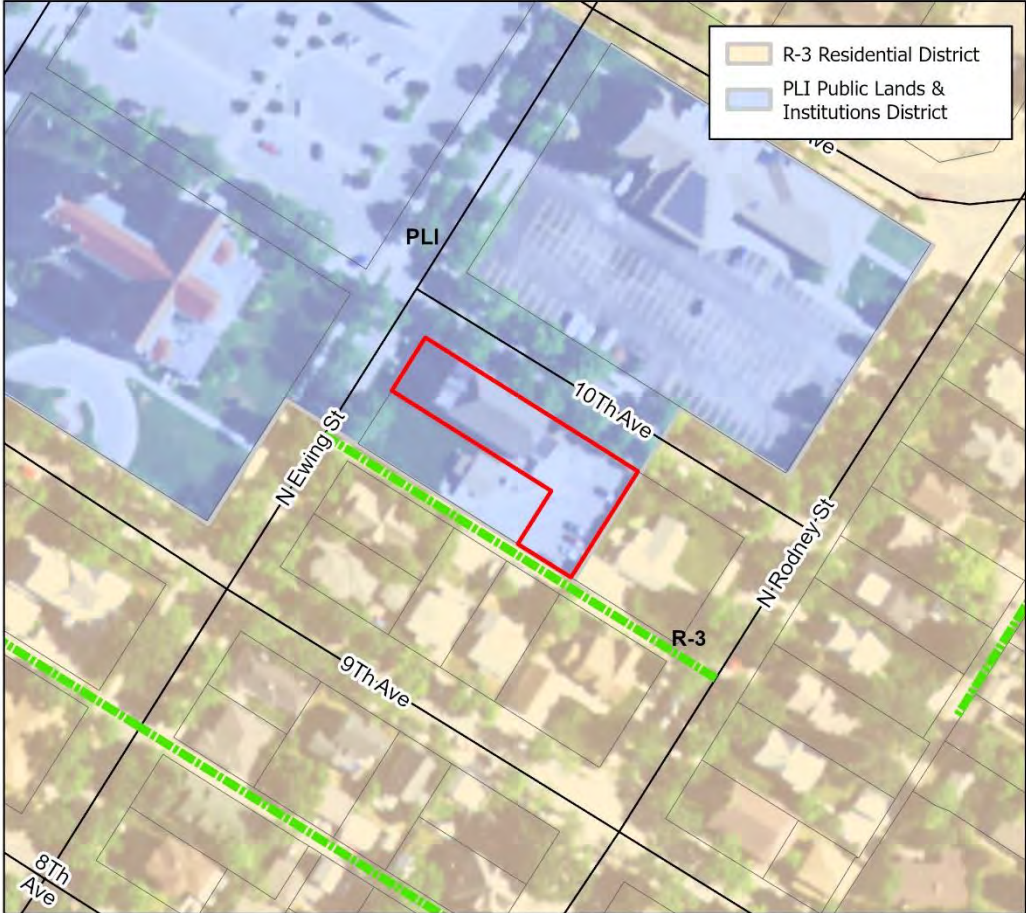 R-3 Residential District
PLI Public Lands &
Institutions District
ve
PLI
10Th Ave
N Ewing St
N Rodney St
R-3
9Th Ave
8Th
Ave